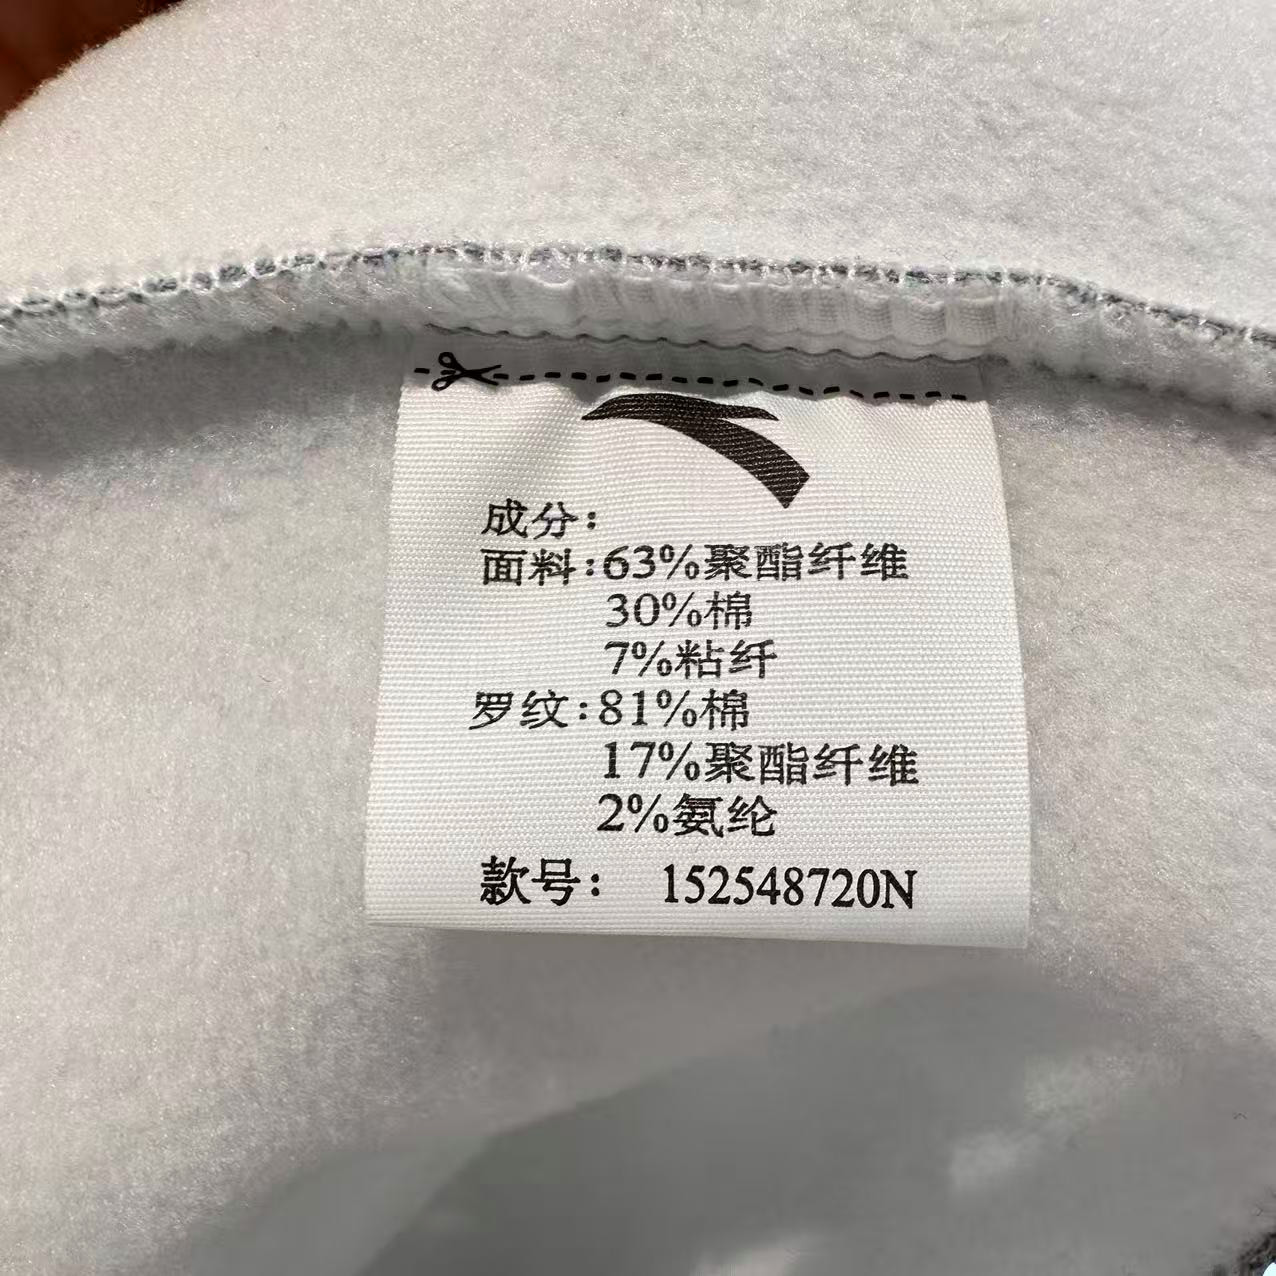 成分:
面料:63%聚酯纤维
30%棉
7%粘纤
罗纹:81%棉
17%聚酯纤维
2%氨纶
款号: 152548720N